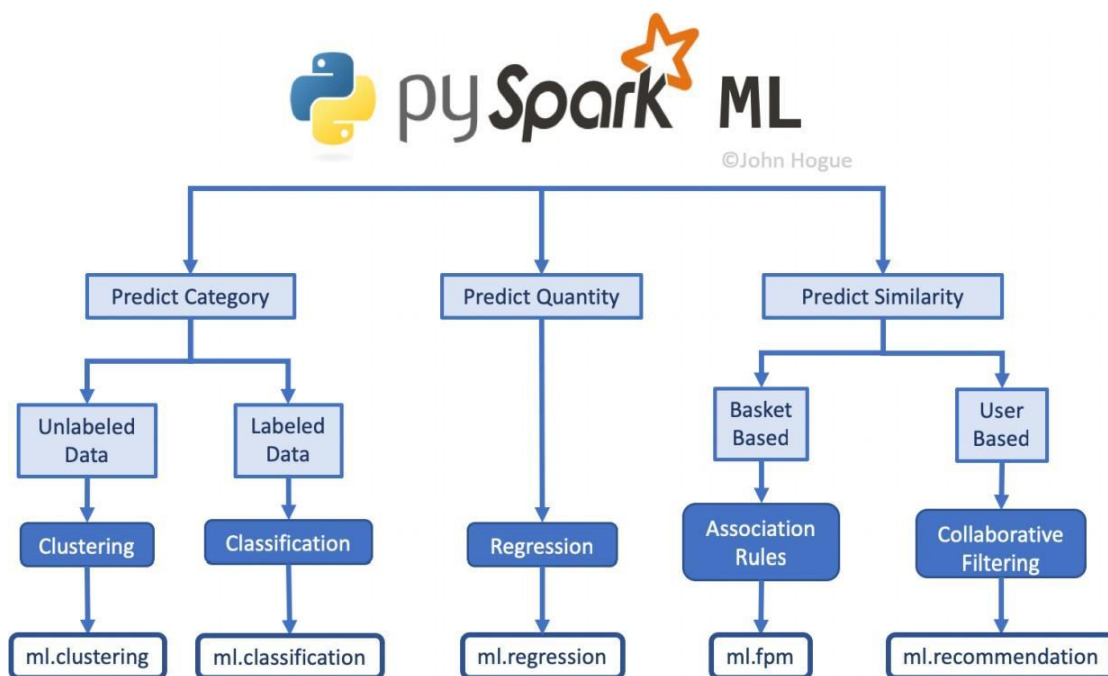 pySpark ML
©John Hogue
Predict Category
Predict Quantity
Predict Similarity
Unlabeled
Data
Labeled
Data
Basket
Based
User
Based
Clustering
Classification
Regression
Association
Rules
Collaborative
Filtering
ml.clustering
ml.classification
ml.regression
ml.fpm
ml.recommendation